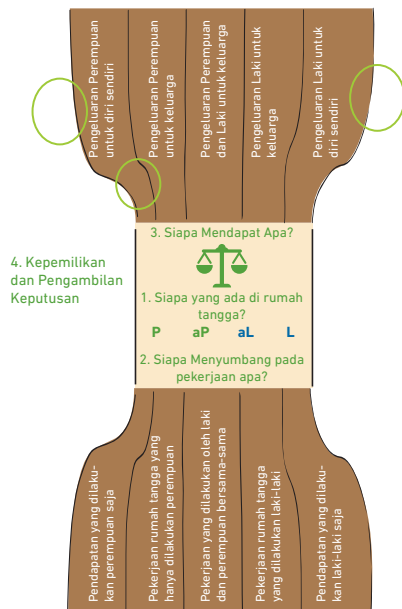 Pengeluaran Perempuan
untuk diri sendiri
Pengeluaran Perempuan
untuk keluarga
Pengeluaran Perempuan
dan Laki untuk keluarga
Pengeluaran Laki untuk
keluarga
Pengeluaran Laki untuk
diri sendiri
3. Siapa Mendapat Apa?
4. Kepemilikan
dan Pengambilan
Keputusan
1. Siapa yang ada di rumah
tangga?
P aP aL L
2. Siapa Menyumbang pada
pekerjaan apa?
Pendapatan yang dilaku-
kan perempuan saja
Pekerjaan rumah tangga yang
hanya dilakukan perempuan
Pekerjaan yang dilakukan oleh laki
dan perempuan bersama-sama
Pekerjaan rumah tangga
yang dilakukan laki-laki
Pendapatan yang dilaku-
kan laki-laki saja